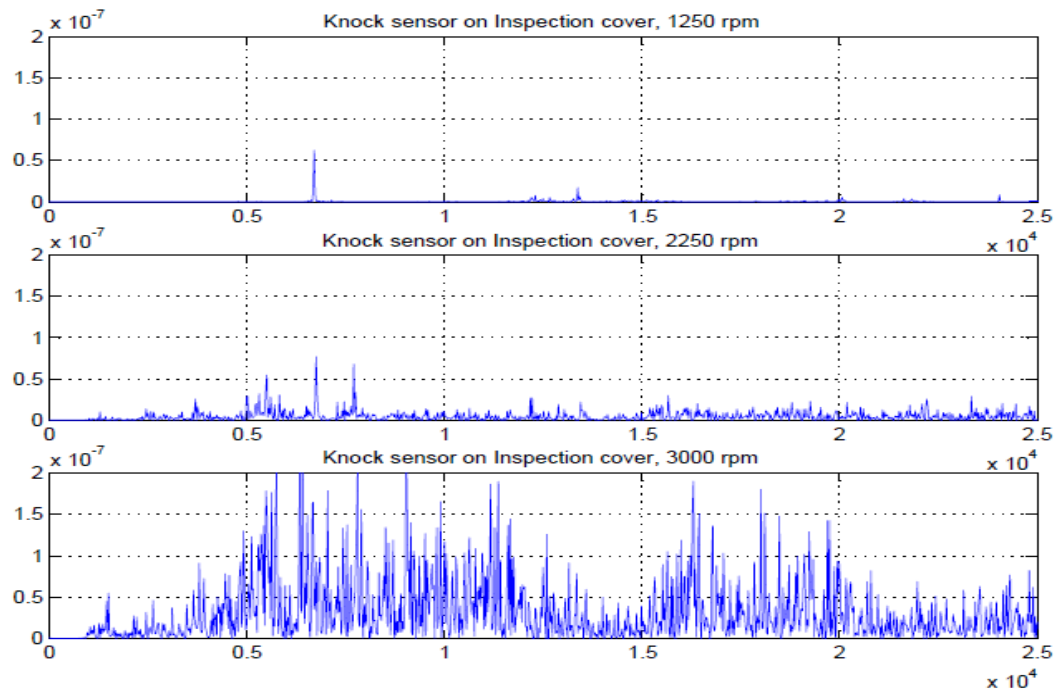 Knock sensor on Inspection cover, 1250 rpm
x 10-7
2
1.5
1
0.5
0
0 0.5 1 1.5 2 2.5
x 10 4
Knock sensor on Inspection cover, 2250 rpm
x 10-7
2
1.5
1
0.5
0
0 0.5 1 1.5 2 2.5
x 10 4
Knock sensor on Inspection cover, 3000 rpm
x 10-7
2
1.5
1
0.5
0
0 0.5 1 1.5 2 2.5
x 10 4